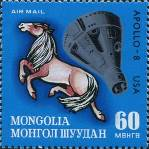 AIR MAIL
APOLLO-8 USA
MONGOLIA
МОНГОЛ ШУУДАН
60
МӨНГӨ